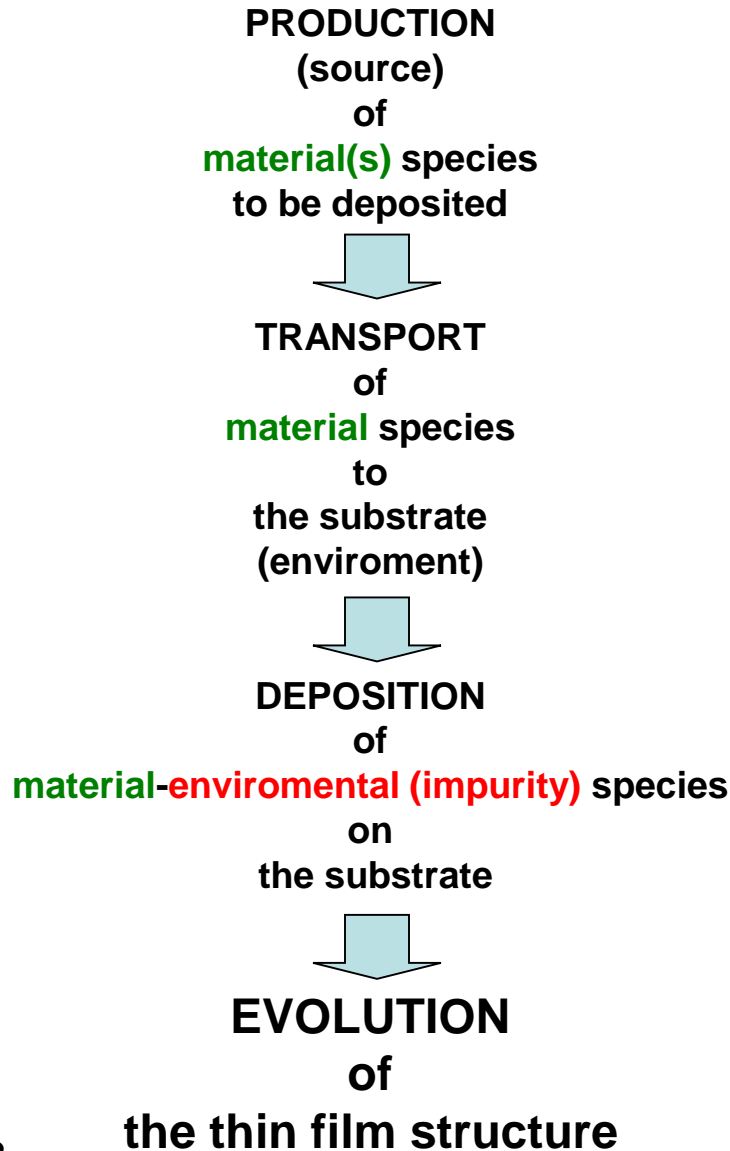 PRODUCTION
(source)
of
material(s) species
to be deposited
TRANSPORT
of
material species
to
the substrate
(enviroment)
DEPOSITION
of
material-enviromental (impurity) species
on
the substrate
EVOLUTION
of
the thin film structure